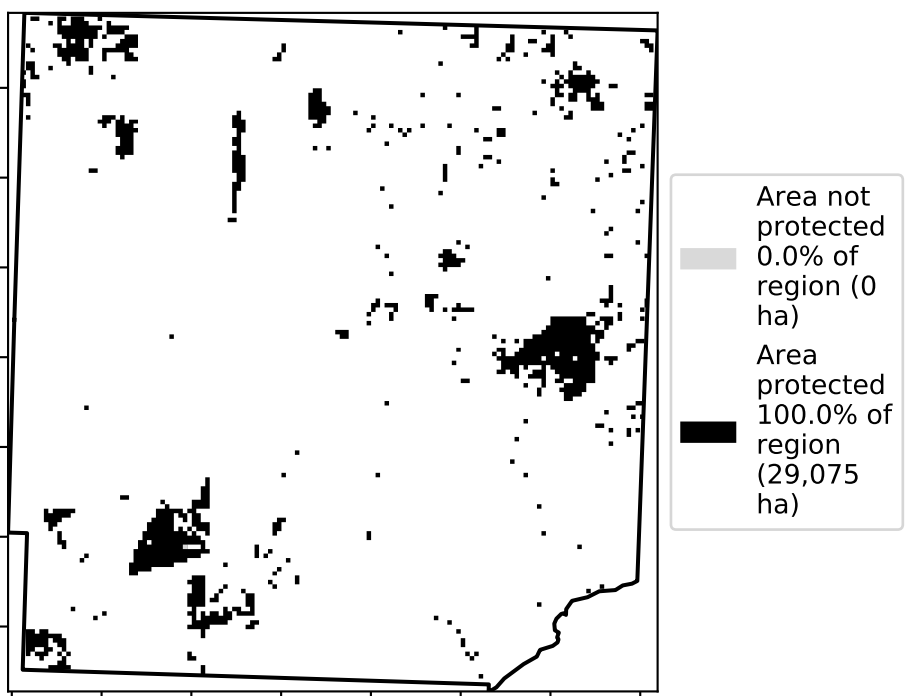 Area not
protected
0.0% of
region (0
ha)
Area
protected
100.0% of
region
(29,075
ha)